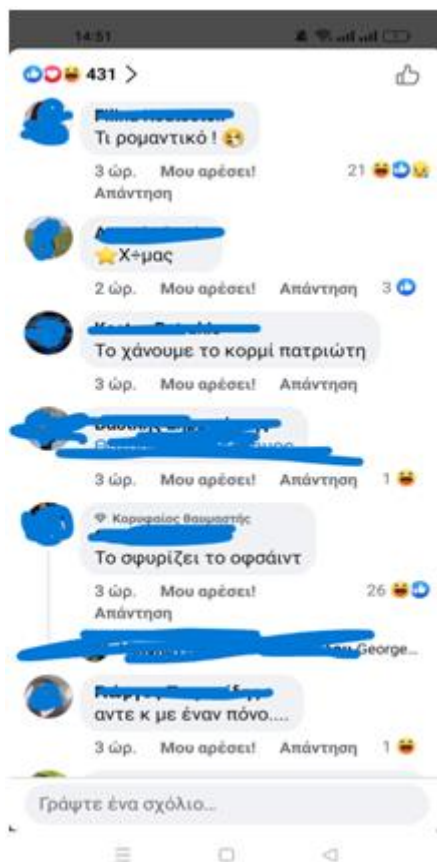 14:51
431 >
Τι ρομαντικό ! 🤭
3 ώρ. Μου αρέσει! 21
Απάντηση
⭐Χ÷μας
2 ώρ. Μου αρέσει! Απάντηση 3
Το χάνουμε το κορμί πατριώτη
3 ώρ. Μου αρέσει! Απάντηση
3 ώρ. Μου αρέσει! Απάντηση 1
Κορυφαίος θαυμαστής
Το σφυρίζει το οφσάιντ
3 ώρ. Μου αρέσει! 26
Απάντηση
George...
αντε κ με έναν πόνο....
3 ώρ. Μου αρέσει! Απάντηση 1
Γράψτε ένα σχόλιο...